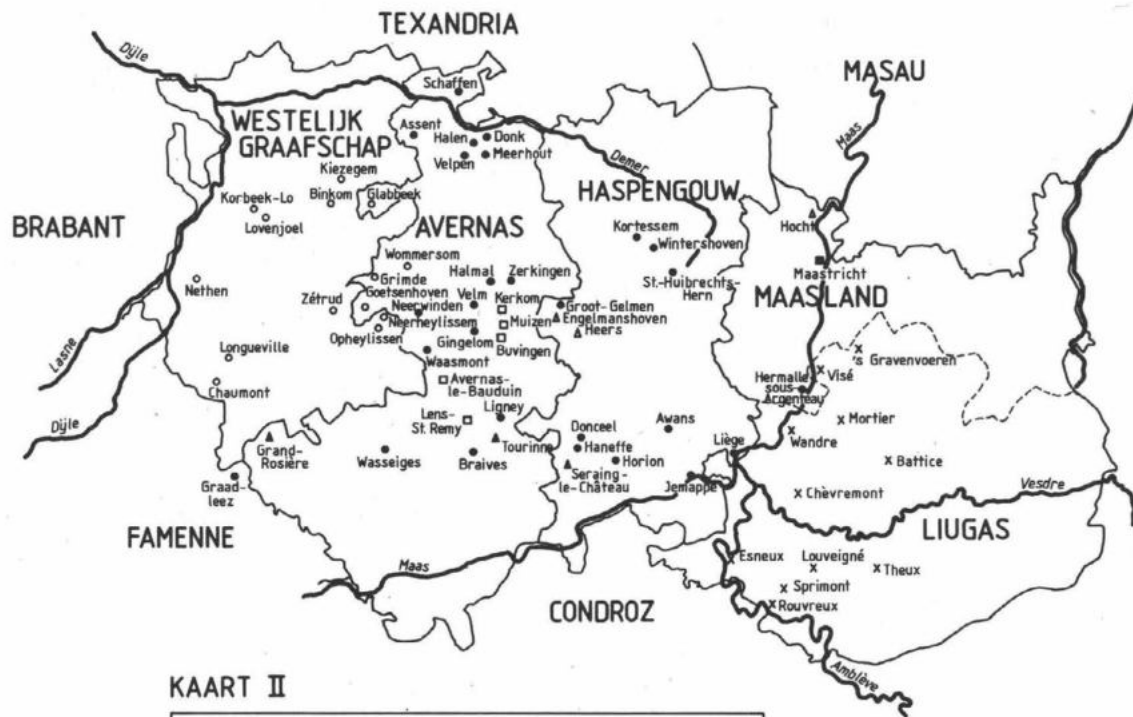 TEXANDRIA
Dijle
Schaffen
MASAU
WESTELIJK
GRAAFSCHAP
Assent
Halen
Donk
Velpen
Meerhout
Demer
Maas
Kiezegem
Binkom
Glabbeek
HASPENGOUW
Korbeek-Lo
Lovenjoel
BRABANT
AVERNAS
Kortessem
Wintershoven
Hocht
Wommersom
Grimde
Halmal
Zerkingen
St.-Huibrechts-
Hern
Maastricht
MAASLAND
Nethen
Zétrud
Goetsenhoven
Neerwinden
Velm
Kerkom
Groot-Gelmen
Engelmanshoven
Neerheylissem
Muizen
Heers
Opheylissen
Gingelom
Buvingen
Lasne
Longueville
Waasmont
's Gravenvoeren
Visé
Hermalle-
sous-
Argenteau
Chaumont
Avernas-
le-Bauduin
Ligney
Lens-
St. Remy
Mortier
Wandre
Dijle
Grand-
Rosière
Tourinne
Donceel
Haneffe
Awans
Liège
Wasseiges
Braives
Horion
Battice
Graad-
leez
Seraing-
le-Château
Jemappe
Chèvremont
Vesdre
FAMENNE
LIUGAS
Maas
Esneux
Louveigné
Theux
Sprimont
CONDROZ
Rouvreux
Amblève
KAART II